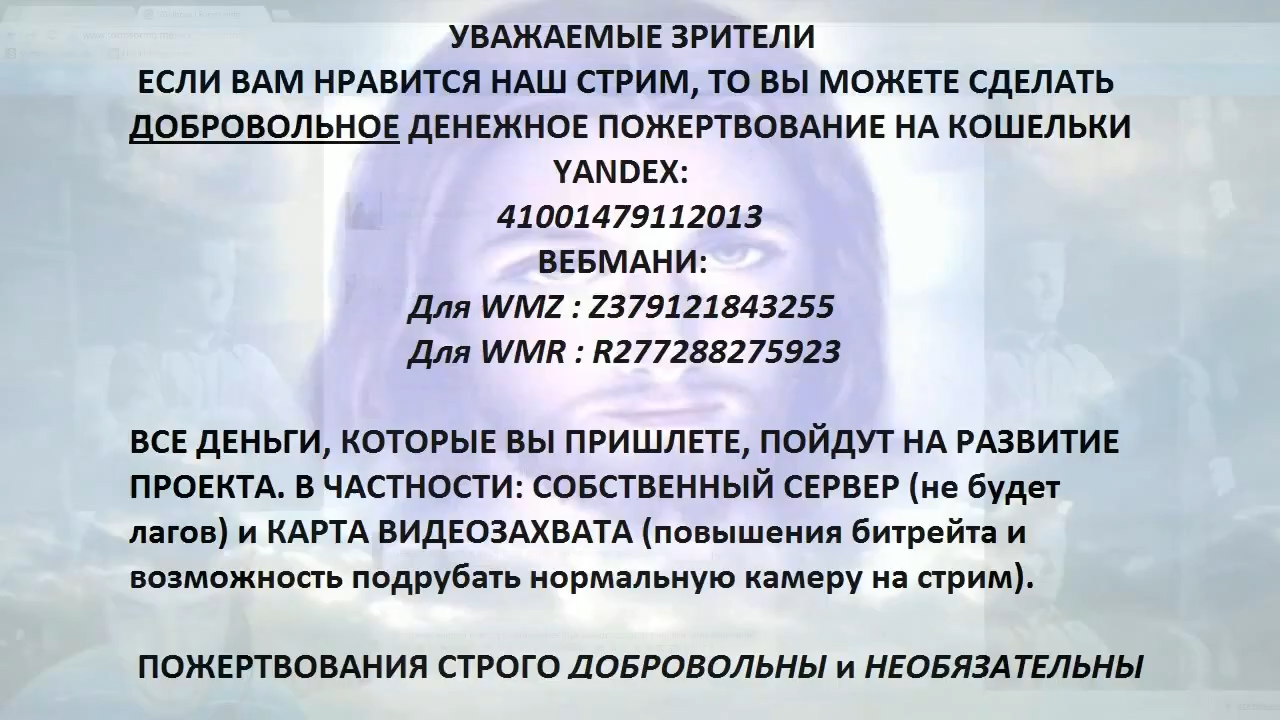 УВАЖАЕМЫЕ ЗРИТЕЛИ
ЕСЛИ ВАМ НРАВИТСЯ НАШ СТРИМ, ТО ВЫ МОЖЕТЕ СДЕЛАТЬ
ДОБРОВОЛЬНОЕ ДЕНЕЖНОЕ ПОЖЕРТВОВАНИЕ НА КОШЕЛЬКИ
YANDEX:
41001479112013
ВЕБМАНИ:
Для WMZ : Z379121843255
Для WMR : R277288275923
ВСЕ ДЕНЬГИ, КОТОРЫЕ ВЫ ПРИШЛЕТЕ, ПОЙДУТ НА РАЗВИТИЕ
ПРОЕКТА. В ЧАСТНОСТИ: СОБСТВЕННЫЙ СЕРВЕР (не будет
лагов) и КАРТА ВИДЕОЗАХВАТА (повышения битрейта и
возможность подрубать нормальную камеру на стрим).
ПОЖЕРТВОВАНИЯ СТРОГО ДОБРОВОЛЬНЫ и НЕОБЯЗАТЕЛЬНЫ